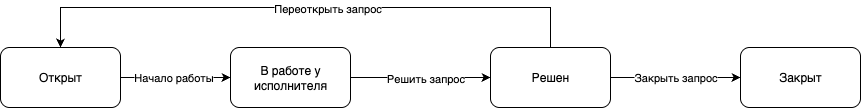 Переоткрыть запрос
Открыт
Начало работы
В работе у
исполнителя
Решить запрос
Решен
Закрыть запрос
Закрыт